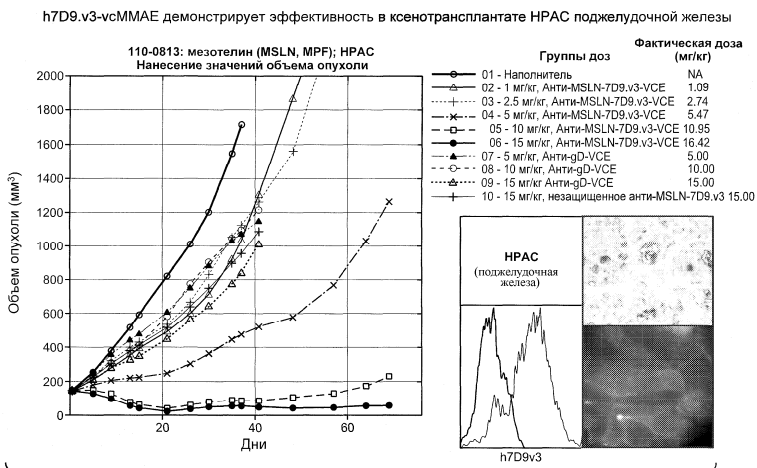 h7D9.v3-vcMMAE демонстрирует эффективность в ксенотрансплантате HPAC поджелудочной железы
110-0813: мезотелин (MSLN, MPF); HPAC
Нанесение значений объема опухоли
Объем опухоли (мм³)
2000
1800
1600
1400
1200
1000
800
600
400
200
0
0
20
40
60
Дни
Группы доз
Фактическая доза
(мг/кг)
01 - Наполнитель NA
02 - 1 мг/кг, Анти-MSLN-7D9.v3-VCE 1.09
03 - 2.5 мг/кг, Анти-MSLN-7D9.v3-VCE 2.74
04 - 5 мг/кг, Анти-MSLN-7D9.v3-VCE 5.47
05 - 10 мг/кг, Анти-MSLN-7D9.v3-VCE 10.95
06 - 15 мг/кг, Анти-MSLN-7D9.v3-VCE 16.42
07 - 5 мг/кг, Анти-gD-VCE 5.00
08 - 10 мг/кг, Анти-gD-VCE 10.00
09 - 15 мг/кг, Анти-gD-VCE 15.00
10 - 15 мг/кг, незащищенное анти-MSLN-7D9.v3 15.00
HPAC
(поджелудочная
железа)
h7D9v3